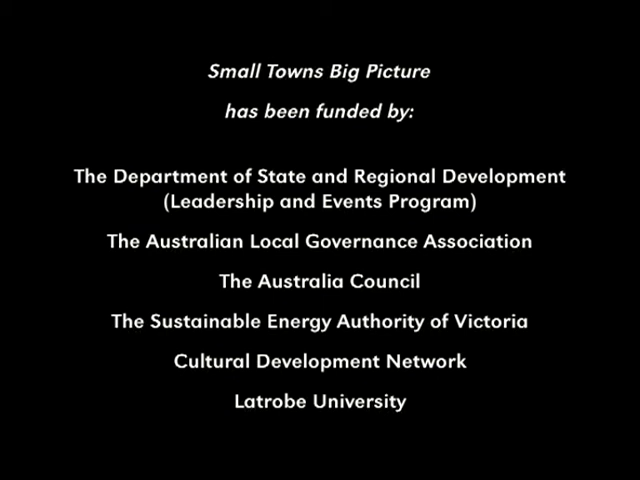 Small Towns Big Picture
has been funded by:
The Department of State and Regional Development
(Leadership and Events Program)
The Australian Local Governance Association
The Australia Council
The Sustainable Energy Authority of Victoria
Cultural Development Network
Latrobe University